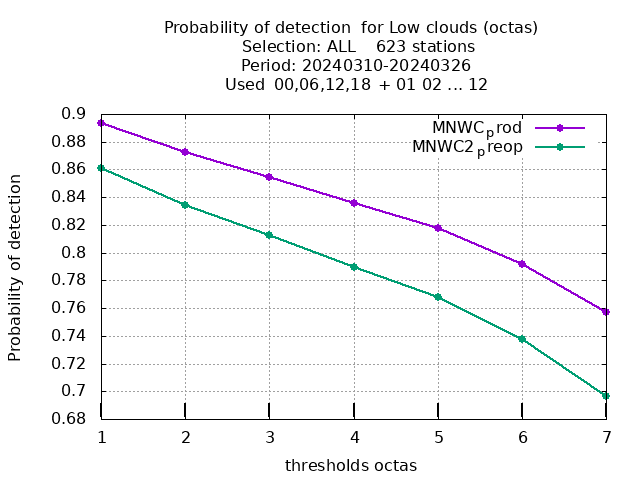 Probability of detection  for Low clouds (octas)
Selection: ALL    623 stations
Period: 20240310-20240326
Used  00,06,12,18  + 01 02 ... 12
MNWCprod
MNWC2preop
0.9
0.88
0.86
0.84
0.82
0.8
0.78
0.76
0.74
0.72
0.7
0.68
Probability of detection
1 2 3 4 5 6 7
thresholds octas